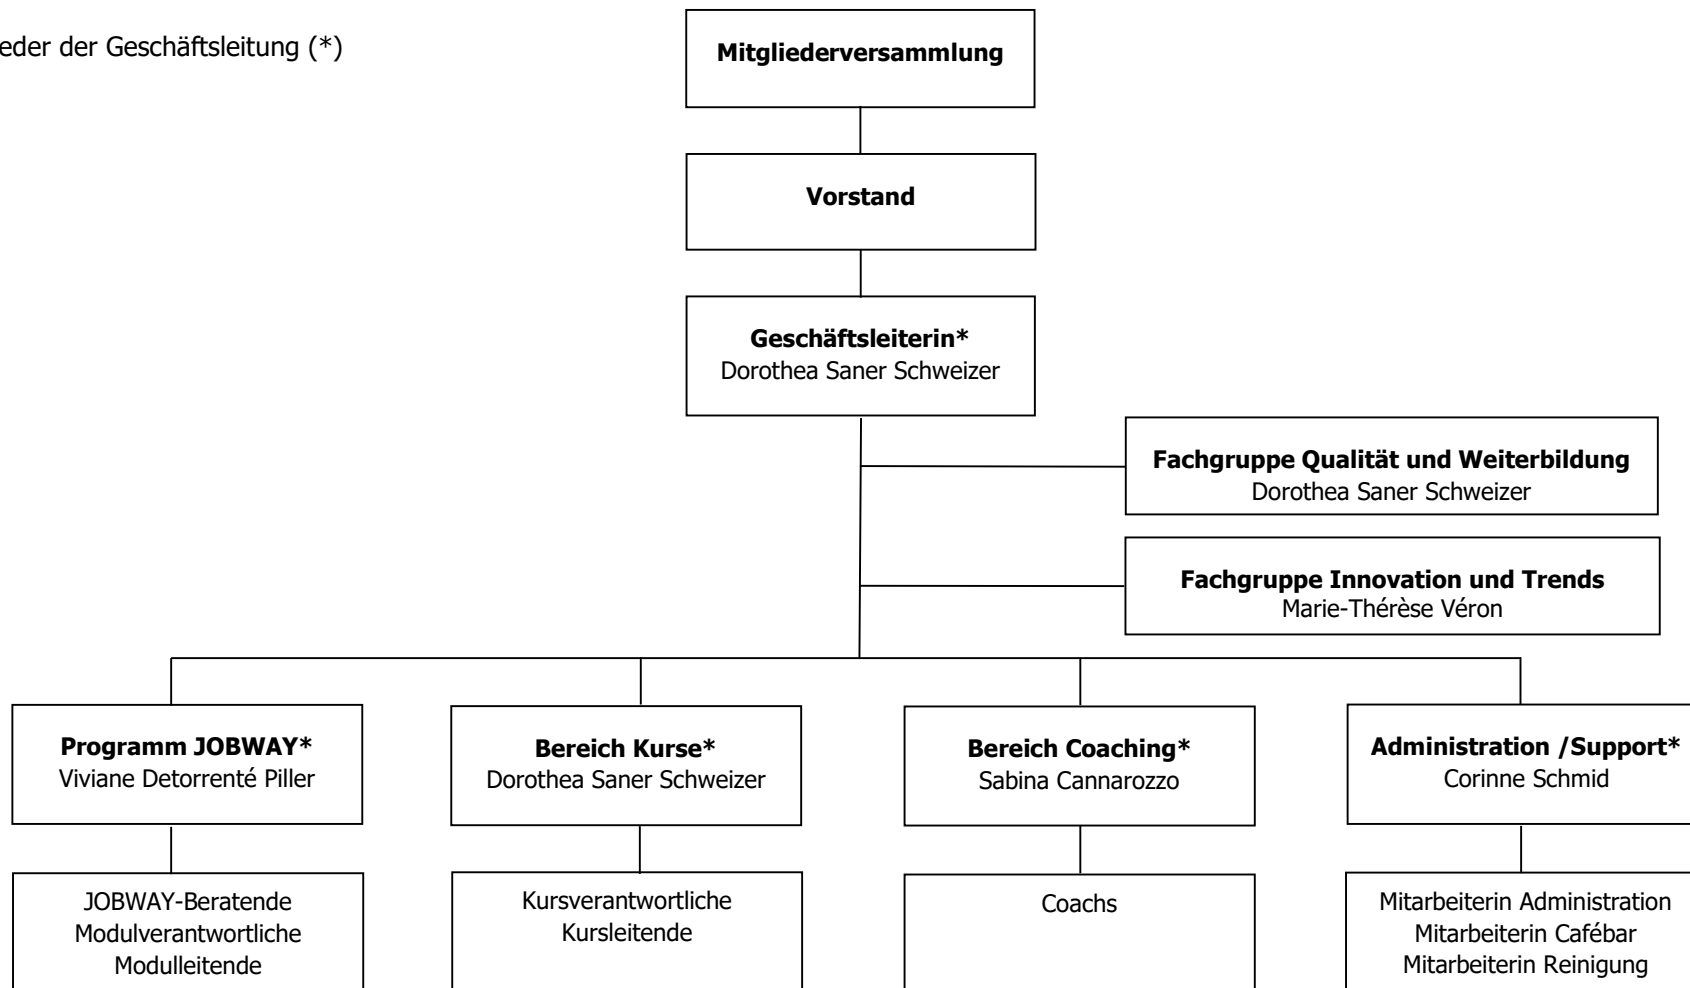 eder der Geschäftsleitung (*)
Mitgliederversammlung
Vorstand
Geschäftsleiterin*
Dorothea Saner Schweizer
Fachgruppe Qualität und Weiterbildung
Dorothea Saner Schweizer
Fachgruppe Innovation und Trends
Marie-Thérèse Véron
Programm JOBWAY*
Viviane Detorrenté Piller
Bereich Kurse*
Dorothea Saner Schweizer
Bereich Coaching*
Sabina Cannarozzo
Administration /Support*
Corinne Schmid
JOBWAY-Beratende
Modulverantwortliche
Modulleitende
Kursverantwortliche
Kursleitende
Coachs
Mitarbeiterin Administration
Mitarbeiterin Cafébar
Mitarbeiterin Reinigung